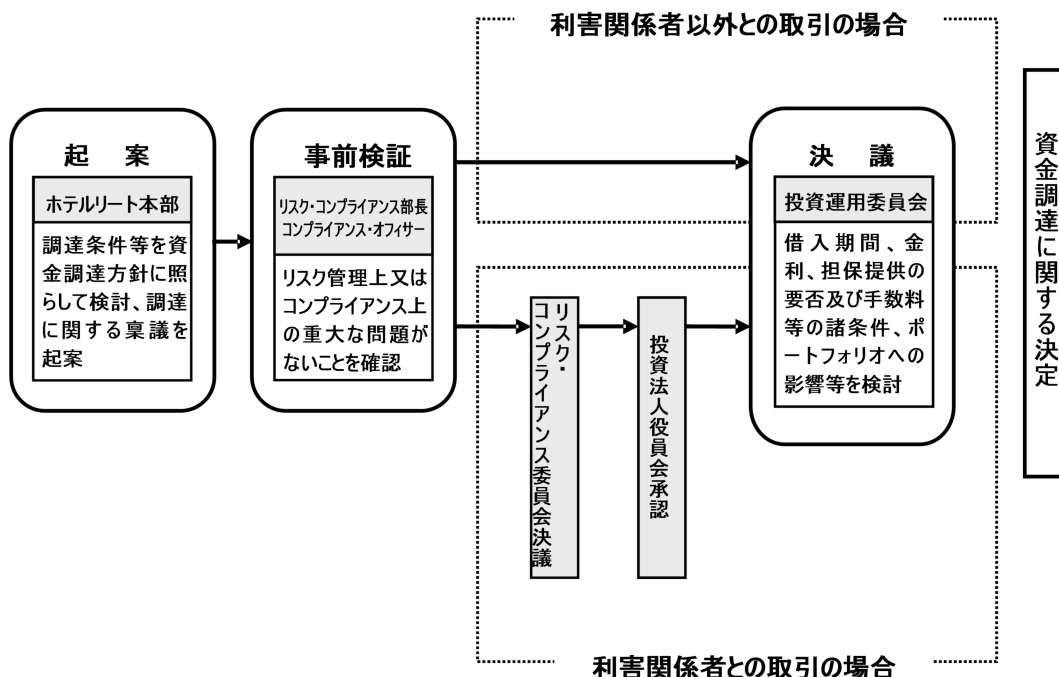 利害関係者以外との取引の場合
起　案
ホテルリート本部
調達条件等を資
金調達方針に照
らして検討、調達
に関する稟議を
起案
事前検証
リスク・コンプライアンス部長
コンプライアンス・オフィサー
リスク管理上又は
コンプライアンス上
の重大な問題が
ないことを確認
リスク・
コンプライアンス委員会決議
投資法人役員会承認
決　議
投資運用委員会
借入期間、金
利、担保提供の
要否及び手数料
等の諸条件、ポ
ートフォリオへの
影響等を検討
資金調達に関する決定
利害関係者との取引の場合